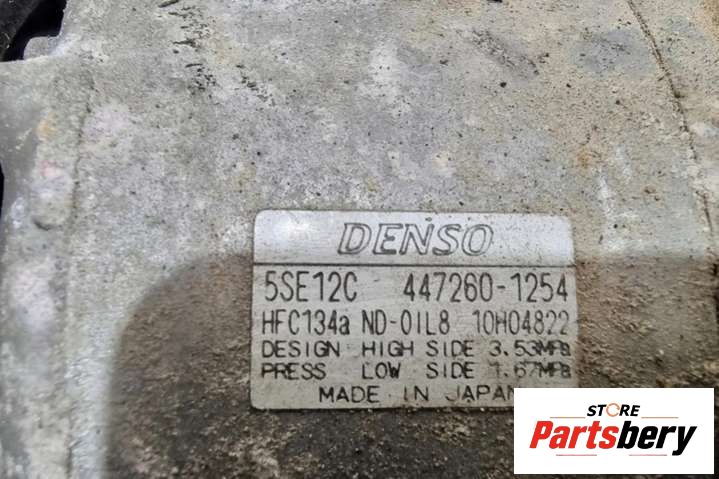 DENSO
5SE12C 447260-1254
HFC134a ND-OIL8 10H04822
DESIGN HIGH SIDE 3.53MPa
PRESS LOW SIDE 1.67MPa
MADE IN JAPAN
STORE
Partsbery